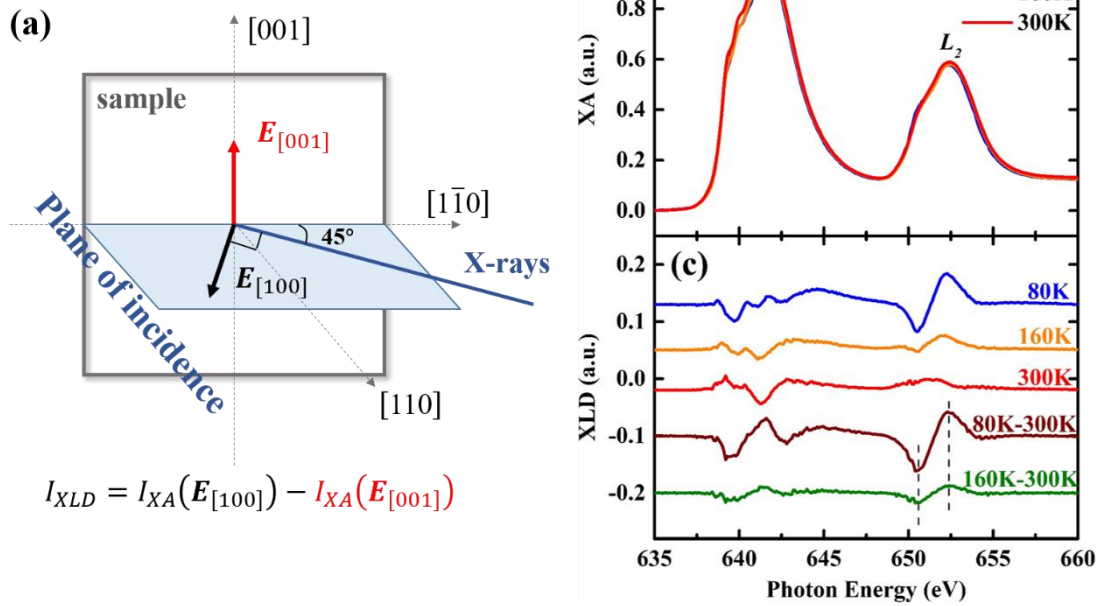 (a)
[001]
sample
E[001]
[11̄0]
45°
X-rays
E[100]
Plane of incidence
[110]
I_XLD = I_XA(E[100]) − I_XA(E[001])
300K
L2
XA (a.u.)
0.8
0.6
0.4
0.2
0.0
(c)
XLD (a.u.)
0.2
0.1
0.0
-0.1
-0.2
80K
160K
300K
80K-300K
160K-300K
635 640 645 650 655 660
Photon Energy (eV)